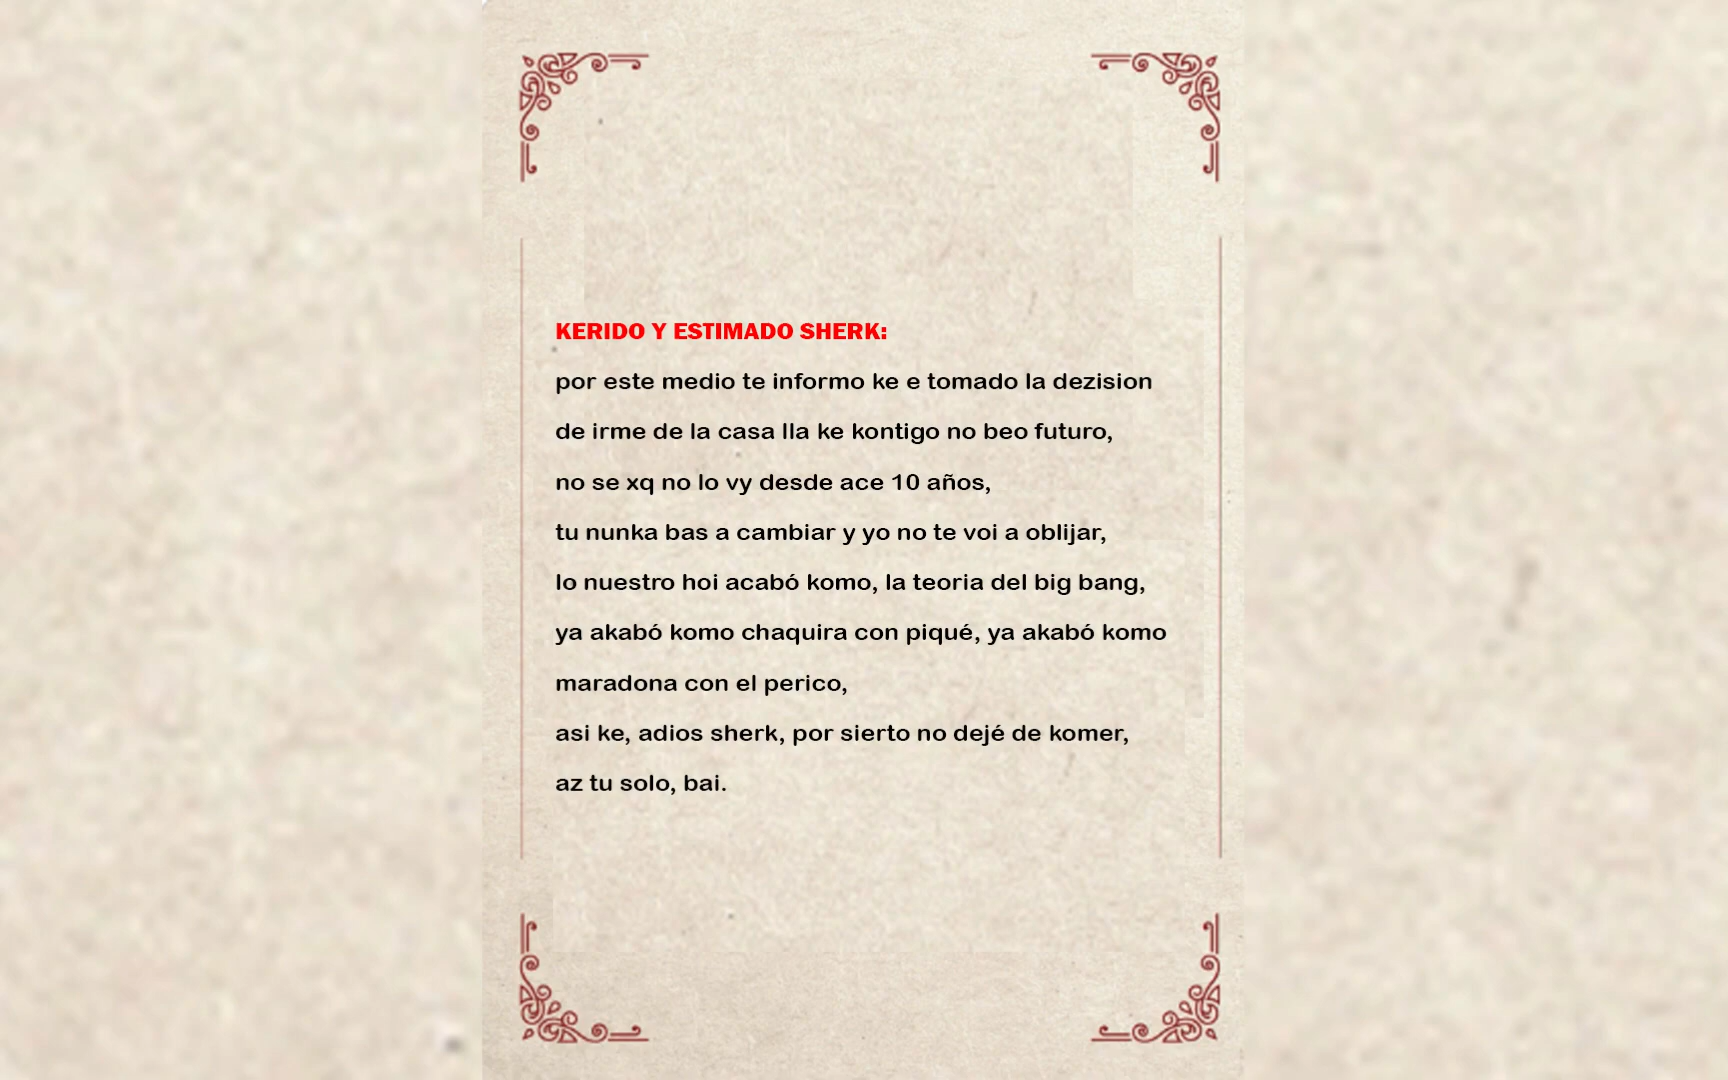 KERIDO Y ESTIMADO SHERK:
por este medio te informo ke e tomado la dezision
de irme de la casa lla ke kontigo no beo futuro,
no se xq no lo vy desde ace 10 años,
tu nunka bas a cambiar y yo no te voi a oblijar,
lo nuestro hoi acabó komo, la teoria del big bang,
ya akabó komo chaquira con piqué, ya akabó komo
maradona con el perico,
asi ke, adios sherk, por sierto no dejé de komer,
az tu solo, bai.